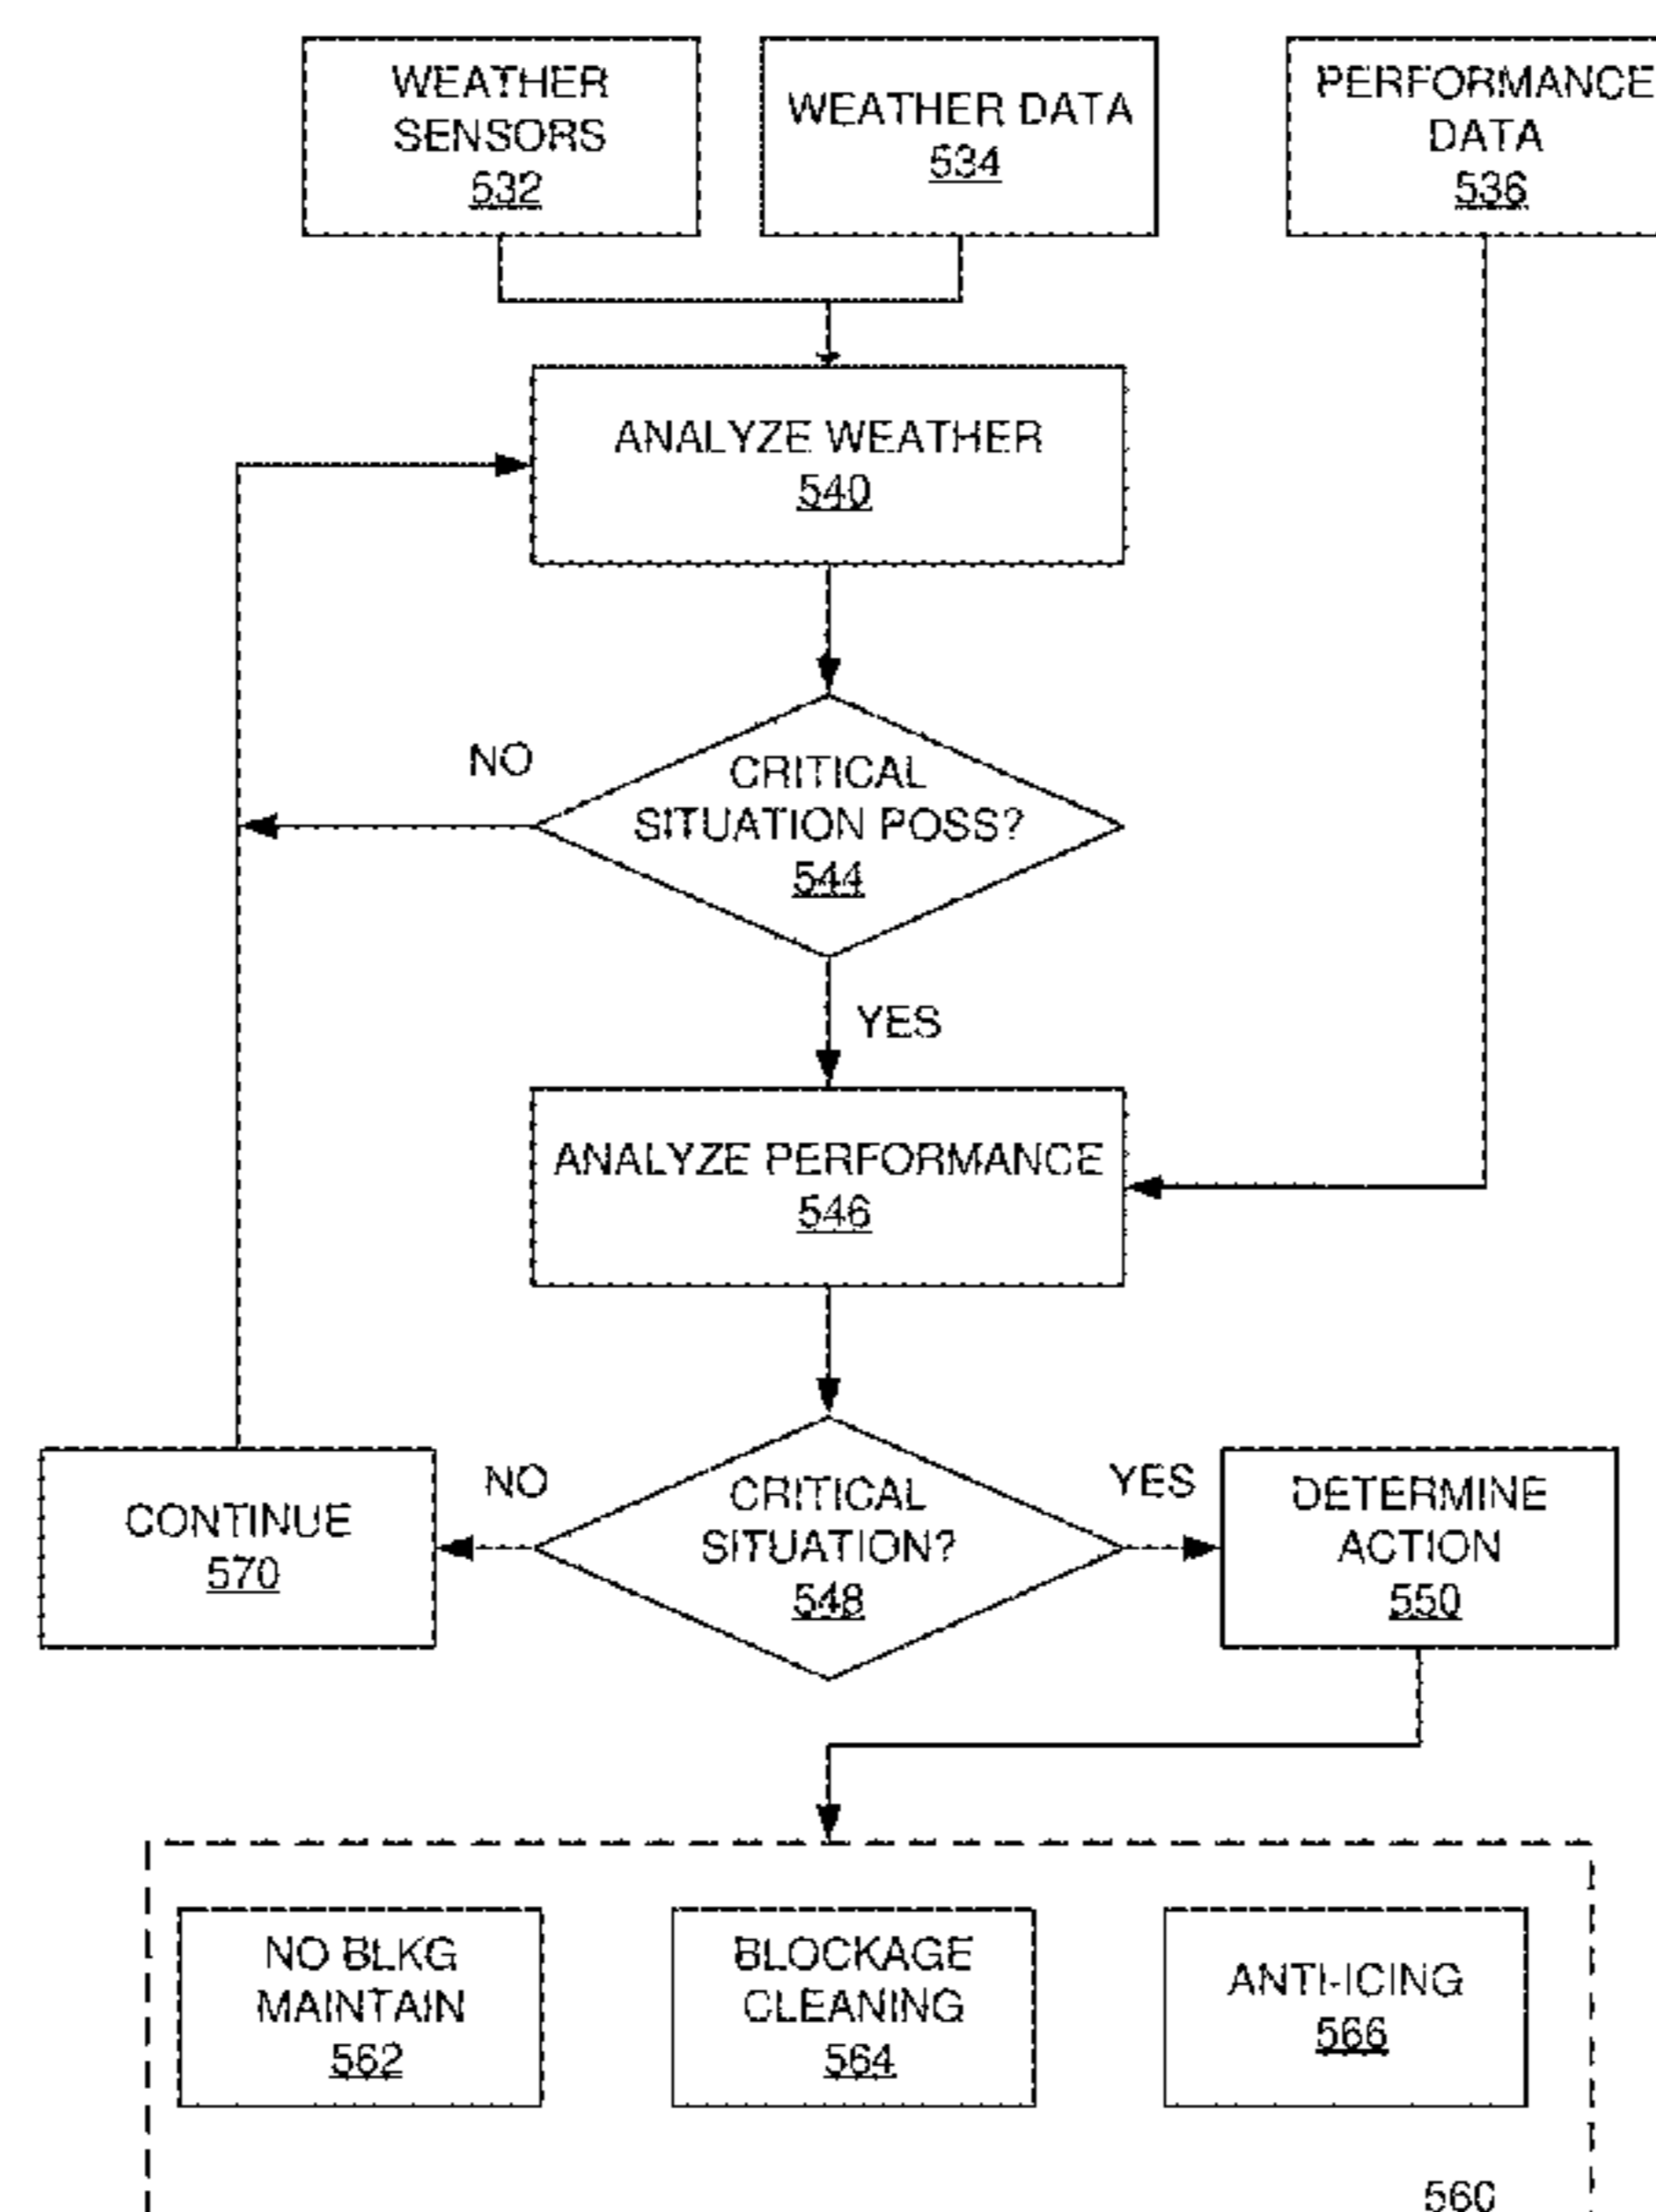 WEATHER
SENSORS
532
WEATHER DATA
534
PERFORMANCE
DATA
536
ANALYZE WEATHER
540
NO
CRITICAL
SITUATION POSS?
544
YES
ANALYZE PERFORMANCE
546
CONTINUE
570
NO
CRITICAL
SITUATION?
548
YES
DETERMINE
ACTION
550
NO BLKG
MAINTAIN
562
BLOCKAGE
CLEANING
564
ANTI-ICING
566
560